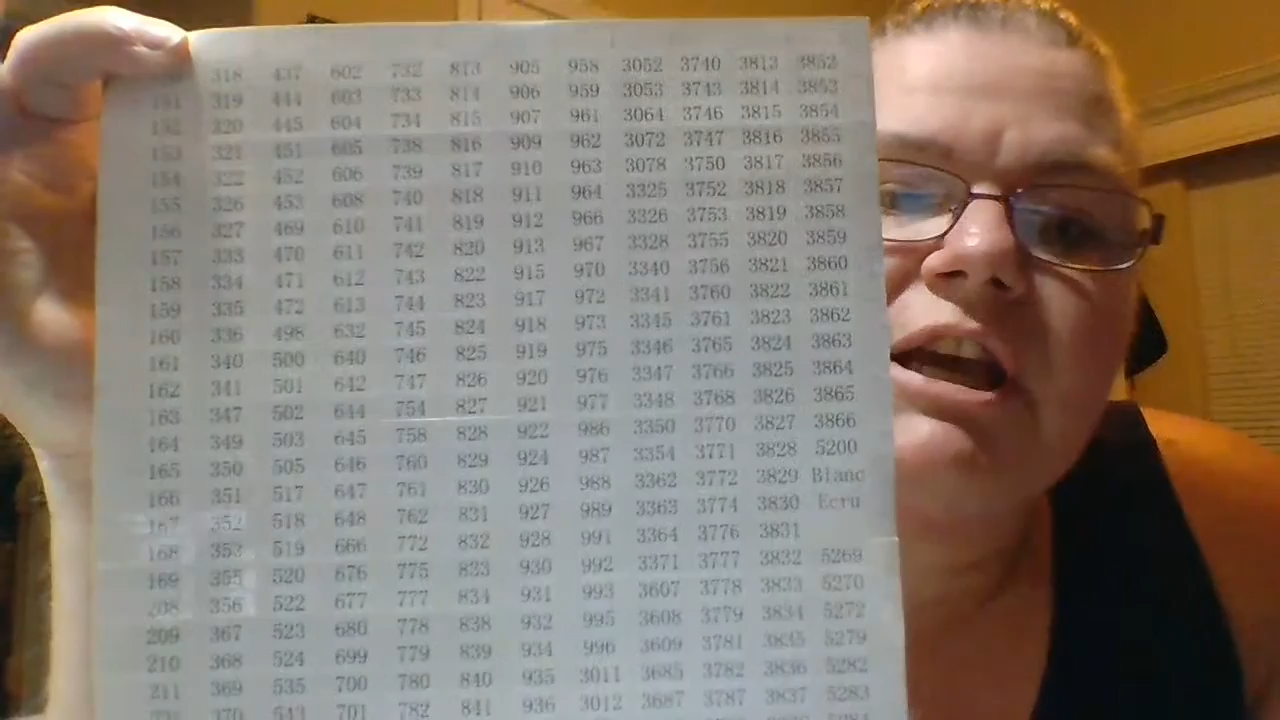 318 437 602 732 813 905 958 3052 3740 3813 3852
151 319 444 603 733 814 906 959 3053 3743 3814 3853
152 320 445 604 734 815 907 961 3064 3746 3815 3854
153 321 451 605 738 816 909 962 3072 3747 3816 3855
154 322 452 606 739 817 910 963 3078 3750 3817 3856
155 326 453 608 740 818 911 964 3325 3752 3818 3857
156 327 469 610 741 819 912 966 3326 3753 3819 3858
157 333 470 611 742 820 913 967 3328 3755 3820 3859
158 334 471 612 743 822 915 970 3340 3756 3821 3860
159 335 472 613 744 823 917 972 3341 3760 3822 3861
160 336 498 632 745 824 918 973 3345 3761 3823 3862
161 340 500 640 746 825 919 975 3346 3765 3824 3863
162 341 501 642 747 826 920 976 3347 3766 3825 3864
163 347 502 644 754 827 921 977 3348 3768 3826 3865
164 349 503 645 758 828 922 986 3350 3770 3827 3866
165 350 505 646 760 829 924 987 3354 3771 3828 5200
166 351 517 647 761 830 926 988 3362 3772 3829 Blanc
167 352 518 648 762 831 927 989 3363 3774 3830 Ecru
168 353 519 666 772 832 928 991 3364 3776 3831
169 355 520 676 775 833 930 992 3371 3777 3832 5269
208 356 522 677 777 834 931 993 3607 3778 3833 5270
209 367 523 680 778 838 932 995 3608 3779 3834 5272
210 368 524 699 779 839 934 996 3609 3781 3835 5279
211 369 535 700 780 840 935 3011 3685 3782 3836 5282
370 543 701 782 841 936 3012 3687 3787 3837 5283